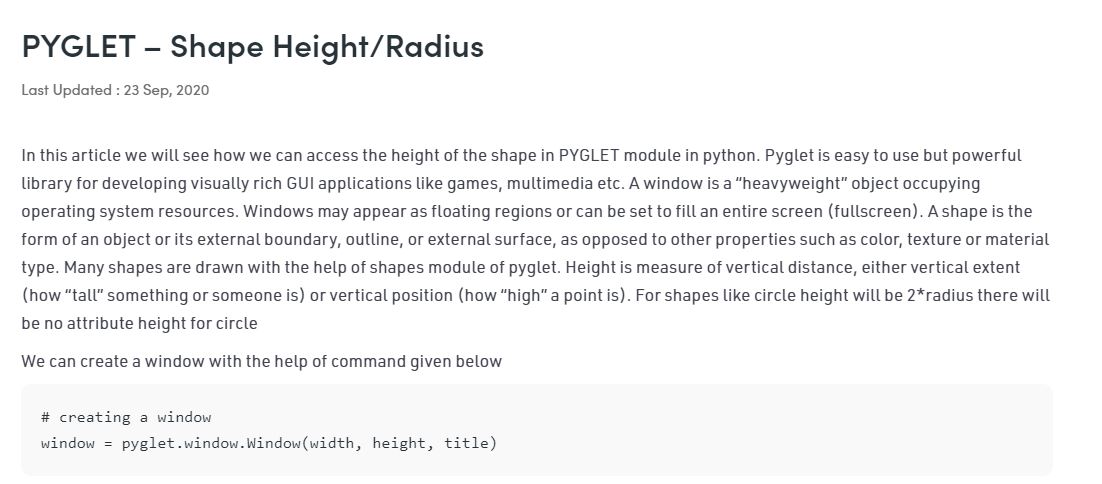 PYGLET – Shape Height/Radius
Last Updated : 23 Sep, 2020
In this article we will see how we can access the height of the shape in PYGLET module in python. Pyglet is easy to use but powerful
library for developing visually rich GUI applications like games, multimedia etc. A window is a “heavyweight” object occupying
operating system resources. Windows may appear as floating regions or can be set to fill an entire screen (fullscreen). A shape is the
form of an object or its external boundary, outline, or external surface, as opposed to other properties such as color, texture or material
type. Many shapes are drawn with the help of shapes module of pyglet. Height is measure of vertical distance, either vertical extent
(how “tall” something or someone is) or vertical position (how “high” a point is). For shapes like circle height will be 2*radius there will
be no attribute height for circle
We can create a window with the help of command given below
# creating a window
window = pyglet.window.Window(width, height, title)